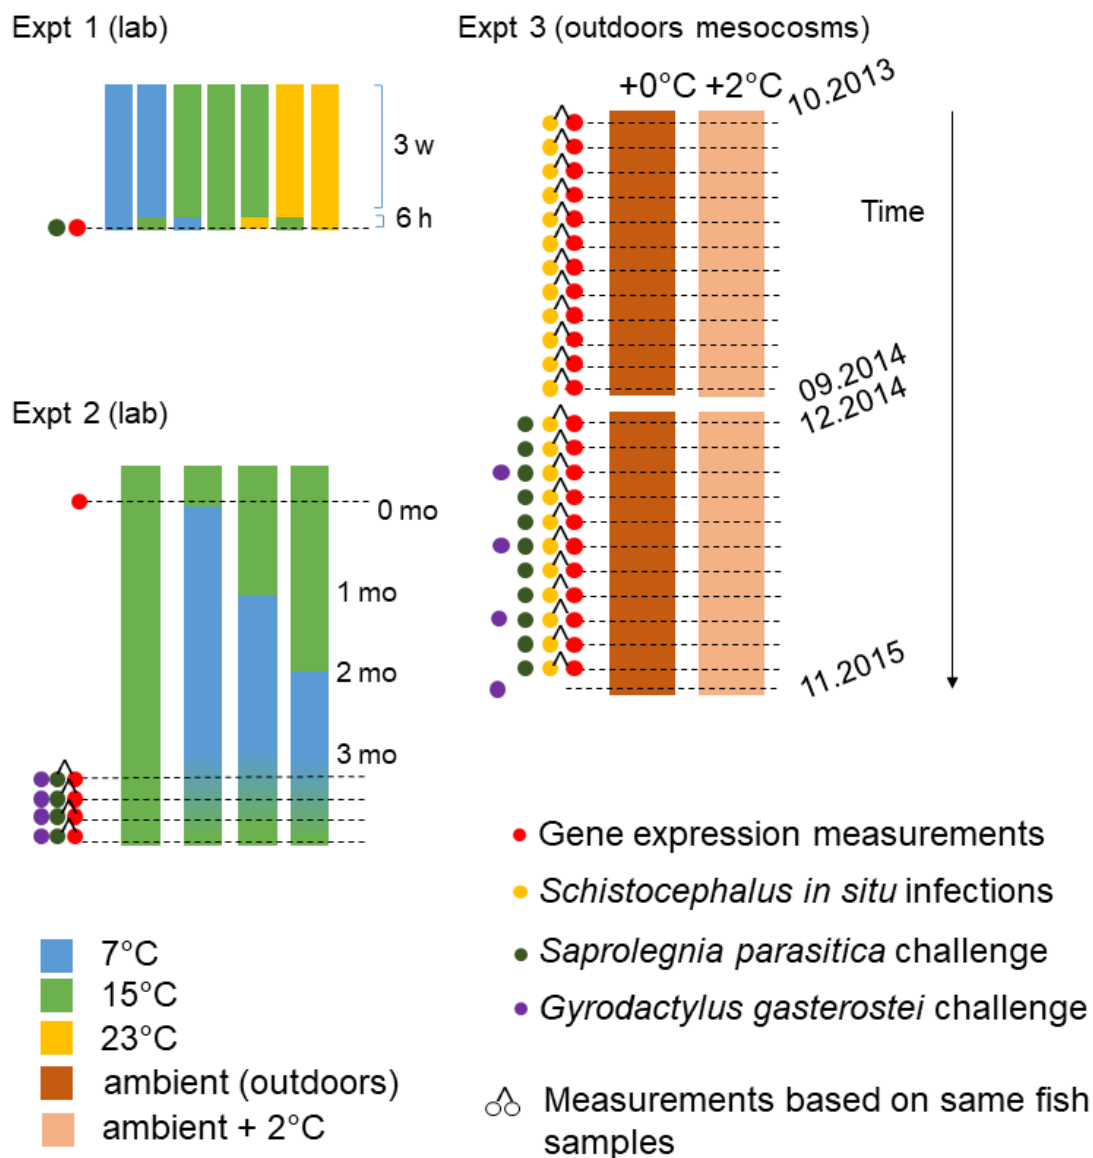 Expt 1 (lab)
3 w
6 h
Expt 2 (lab)
0 mo
1 mo
2 mo
3 mo
7°C
15°C
23°C
ambient (outdoors)
ambient + 2°C
Expt 3 (outdoors mesocosms)
+0°C +2°C
10.2013
Time
09.2014
12.2014
11.2015
Gene expression measurements
Schistocephalus in situ infections
Saprolegnia parasitica challenge
Gyrodactylus gasterostei challenge
Measurements based on same fish
samples